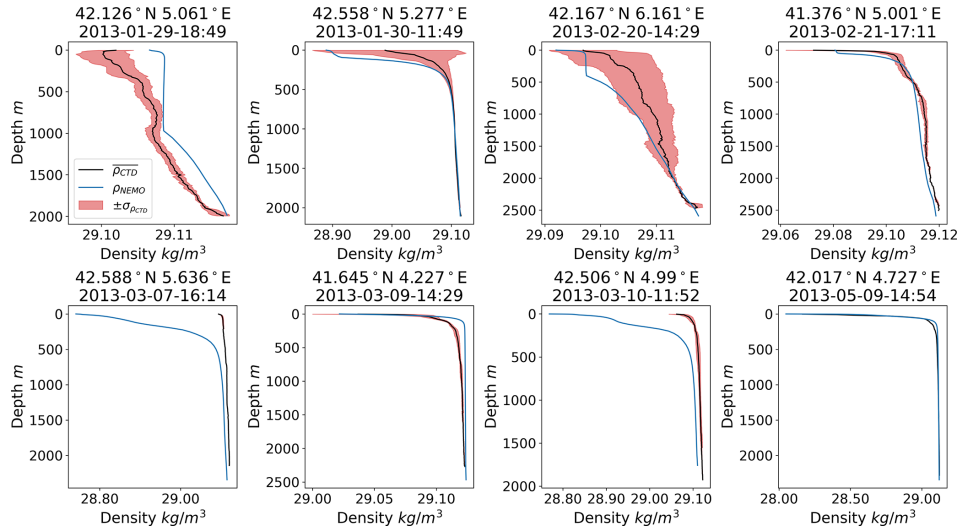 42.126°N 5.061°E
2013-01-29-18:49
0
500
1000
1500
2000
Depth m
29.10
29.11
Density kg/m³
ρ_CTD
ρ_NEMO
±σ_ρCTD
42.558°N 5.277°E
2013-01-30-11:49
0
500
1000
1500
2000
Depth m
28.90
29.00
29.10
Density kg/m³
42.167°N 6.161°E
2013-02-20-14:29
0
500
1000
1500
2000
2500
Depth m
29.09
29.10
29.11
Density kg/m³
41.376°N 5.001°E
2013-02-21-17:11
0
500
1000
1500
2000
2500
Depth m
29.06
29.08
29.10
29.12
Density kg/m³
42.588°N 5.636°E
2013-03-07-16:14
0
500
1000
1500
2000
Depth m
28.80
29.00
Density kg/m³
41.645°N 4.227°E
2013-03-09-14:29
0
500
1000
1500
2000
2500
Depth m
29.00
29.05
29.10
Density kg/m³
42.506°N 4.99°E
2013-03-10-11:52
0
500
1000
1500
2000
Depth m
28.80
28.90
29.00
29.10
Density kg/m³
42.017°N 4.727°E
2013-05-09-14:54
0
500
1000
1500
2000
Depth m
28.00
28.50
29.00
Density kg/m³